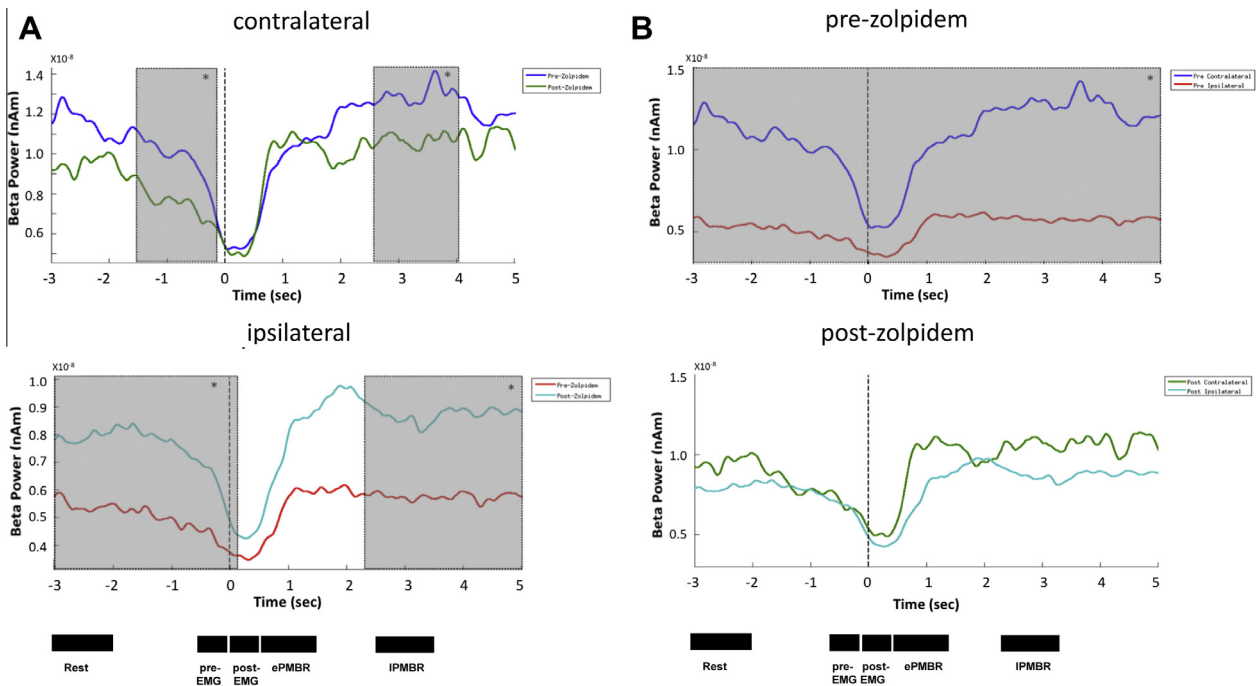 A
contralateral
X10⁻⁸
Beta Power (nAm)
1.4
1.2
1.0
0.8
0.6
*
*
Pre-Zolpidem
Post-Zolpidem
-3 -2 -1 0 1 2 3 4 5
Time (sec)
ipsilateral
X10⁻⁸
Beta Power (nAm)
1.0
0.9
0.8
0.7
0.6
0.5
0.4
*
*
Pre-Zolpidem
Post-Zolpidem
-3 -2 -1 0 1 2 3 4 5
Time (sec)
Rest pre-EMG post-EMG ePMBR lPMBR
B
pre-zolpidem
X10⁻⁸
Beta Power (nAm)
1.5
1.0
0.5
*
Pre Contralateral
Pre Ipsilateral
-3 -2 -1 0 1 2 3 4 5
Time (sec)
post-zolpidem
X10⁻⁸
Beta Power (nAm)
1.5
1.0
0.5
Post Contralateral
Post Ipsilateral
-3 -2 -1 0 1 2 3 4 5
Time (sec)
Rest pre-EMG post-EMG ePMBR lPMBR